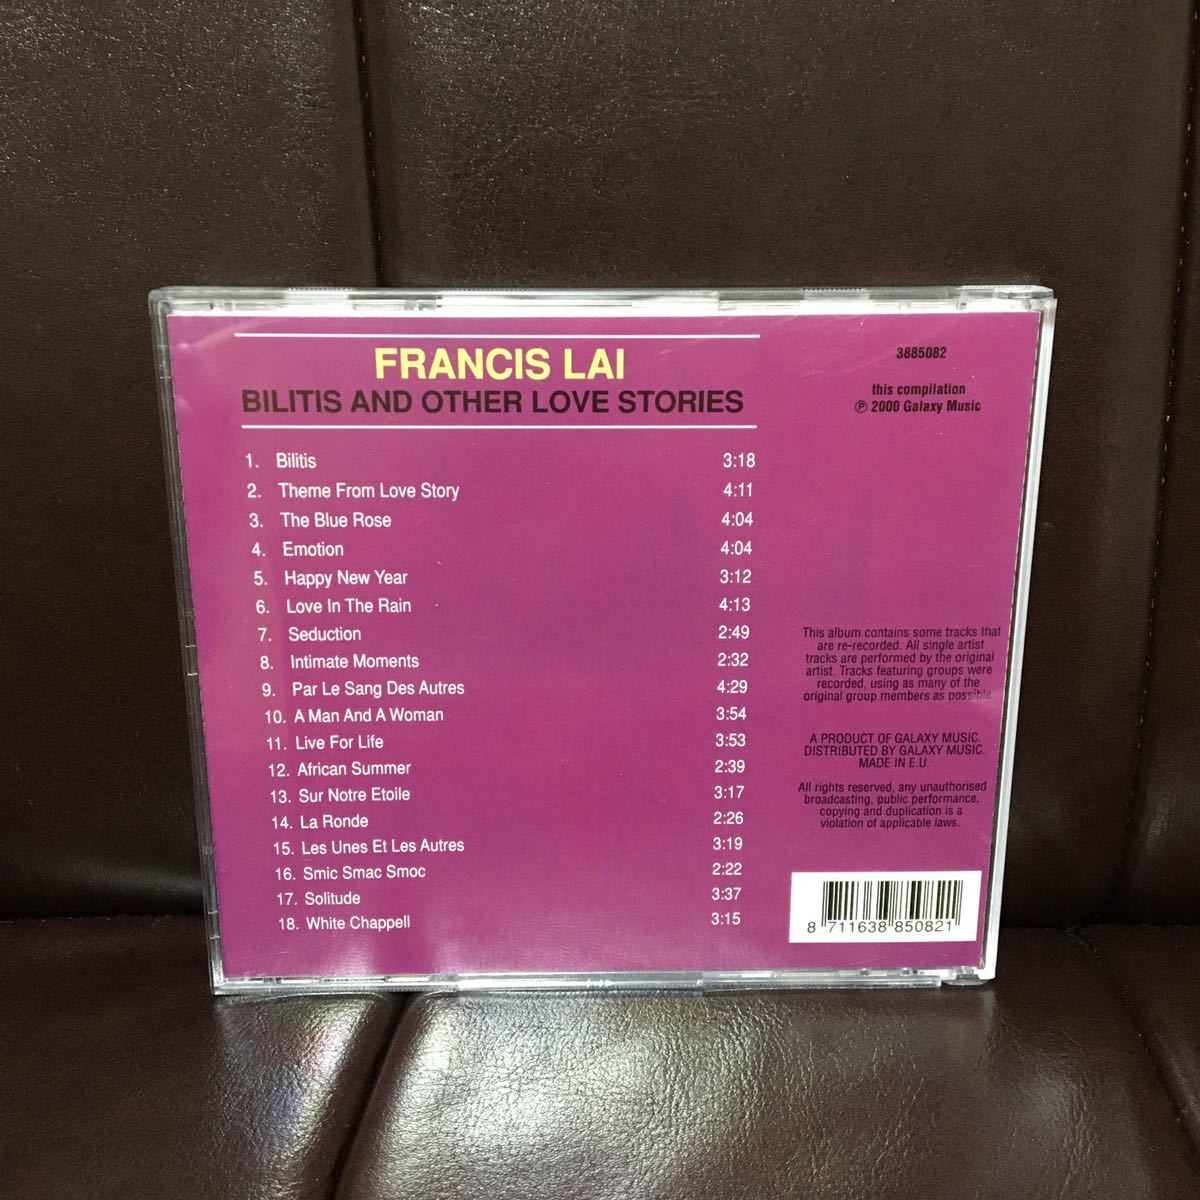 FRANCIS LAI
BILITIS AND OTHER LOVE STORIES
1. Bilitis 3:18
2. Theme From Love Story 4:11
3. The Blue Rose 4:04
4. Emotion 4:04
5. Happy New Year 3:12
6. Love In The Rain 4:13
7. Seduction 2:49
8. Intimate Moments 2:32
9. Par Le Sang Des Autres 4:29
10. A Man And A Woman 3:54
11. Live For Life 3:53
12. African Summer 2:39
13. Sur Notre Etoile 3:17
14. La Ronde 2:26
15. Les Unes Et Les Autres 3:19
16. Smic Smac Smoc 2:22
17. Solitude 3:37
18. White Chappell 3:15
3885082
this compilation
℗ 2000 Galaxy Music
This album contains some tracks that
are re-recorded. All single artist
tracks are performed by the original
artist. Tracks featuring groups were
recorded, using as many of the
original group members as possible
A PRODUCT OF GALAXY MUSIC.
DISTRIBUTED BY GALAXY MUSIC.
MADE IN E.U.
All rights reserved, any unauthorised
broadcasting, public performance,
copying and duplication is a
violation of applicable laws.
8 711638 850821